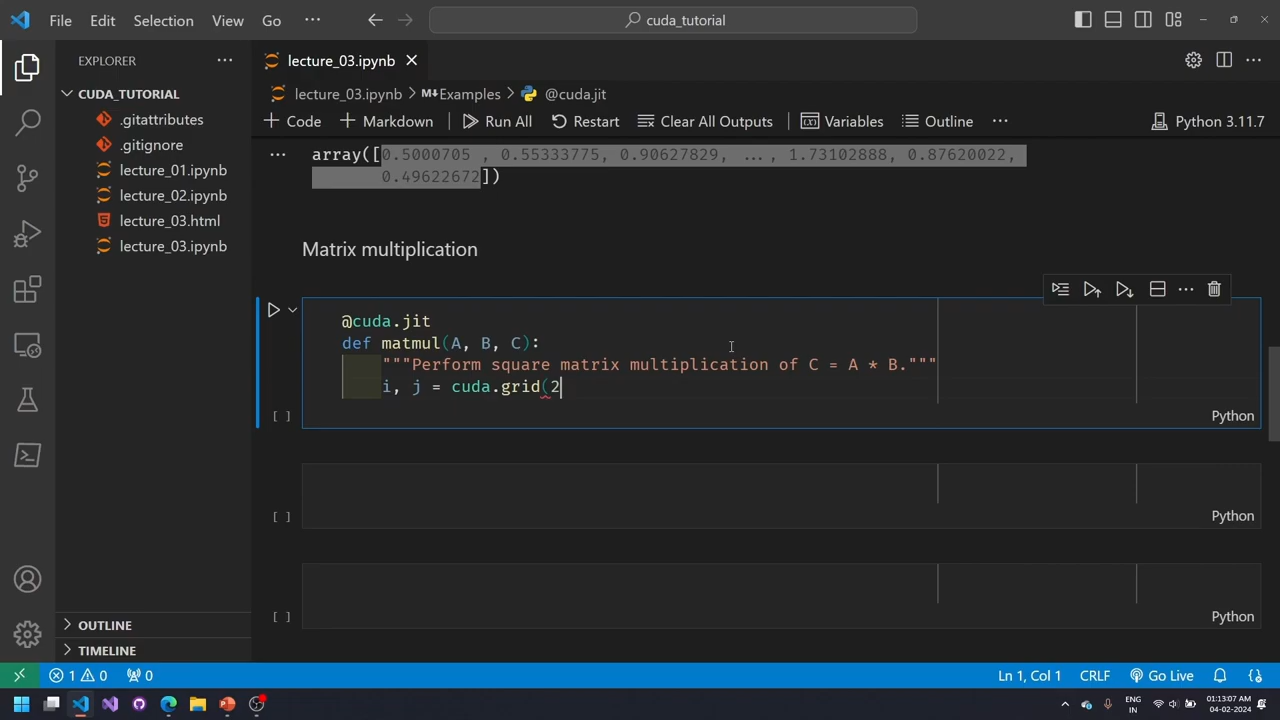 File Edit Selection View Go ··· cuda_tutorial
EXPLORER ···
CUDA_TUTORIAL
.gitattributes
.gitignore
lecture_01.ipynb
lecture_02.ipynb
lecture_03.html
lecture_03.ipynb
OUTLINE
TIMELINE
lecture_03.ipynb
lecture_03.ipynb > M↓Examples > @cuda.jit
+ Code + Markdown Run All Restart Clear All Outputs Variables Outline ··· Python 3.11.7
··· array([0.5000705 , 0.55333775, 0.90627829, ..., 1.73102888, 0.87620022,
0.49622672])
Matrix multiplication
@cuda.jit
def matmul(A, B, C):
"""Perform square matrix multiplication of C = A * B."""
i, j = cuda.grid(2
[ ] Python
[ ] Python
[ ] Python
1 0 0 Ln 1, Col 1 CRLF Go Live
ENG
IN
01:13:07
04-02-2024